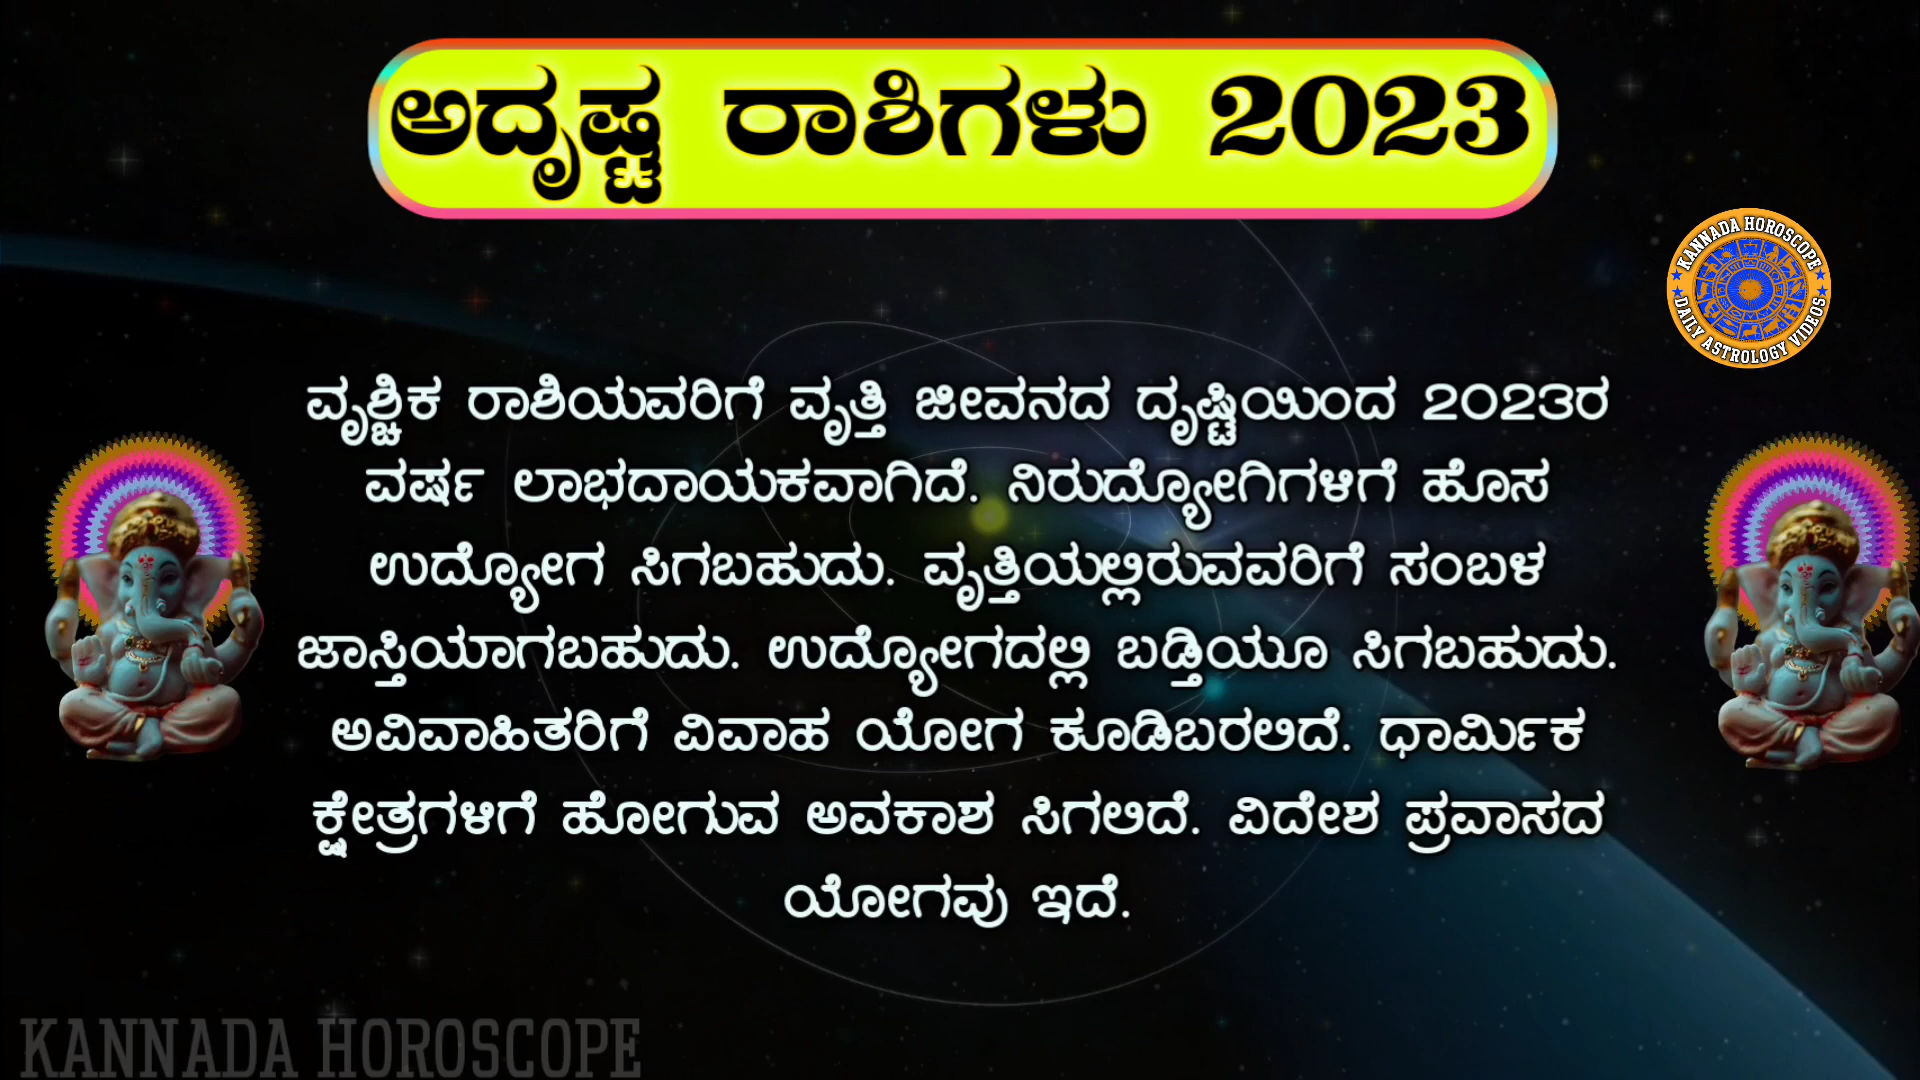 ಅದೃಷ್ಟ ರಾಶಿಗಳು 2023
KANNADA HOROSCOPE
DAILY ASTROLOGY VIDEOS
ವೃಶ್ಚಿಕ ರಾಶಿಯವರಿಗೆ ವೃತ್ತಿ ಜೀವನದ ದೃಷ್ಟಿಯಿಂದ 2023ರ
ವರ್ಷ ಲಾಭದಾಯಕವಾಗಿದೆ. ನಿರುದ್ಯೋಗಿಗಳಿಗೆ ಹೊಸ
ಉದ್ಯೋಗ ಸಿಗಬಹುದು. ವೃತ್ತಿಯಲ್ಲಿರುವವರಿಗೆ ಸಂಬಳ
ಜಾಸ್ತಿಯಾಗಬಹುದು. ಉದ್ಯೋಗದಲ್ಲಿ ಬಡ್ತಿಯೂ ಸಿಗಬಹುದು.
ಅವಿವಾಹಿತರಿಗೆ ವಿವಾಹ ಯೋಗ ಕೂಡಿಬರಲಿದೆ. ಧಾರ್ಮಿಕ
ಕ್ಷೇತ್ರಗಳಿಗೆ ಹೋಗುವ ಅವಕಾಶ ಸಿಗಲಿದೆ. ವಿದೇಶ ಪ್ರವಾಸದ
ಯೋಗವು ಇದೆ.
KANNADA HOROSCOPE